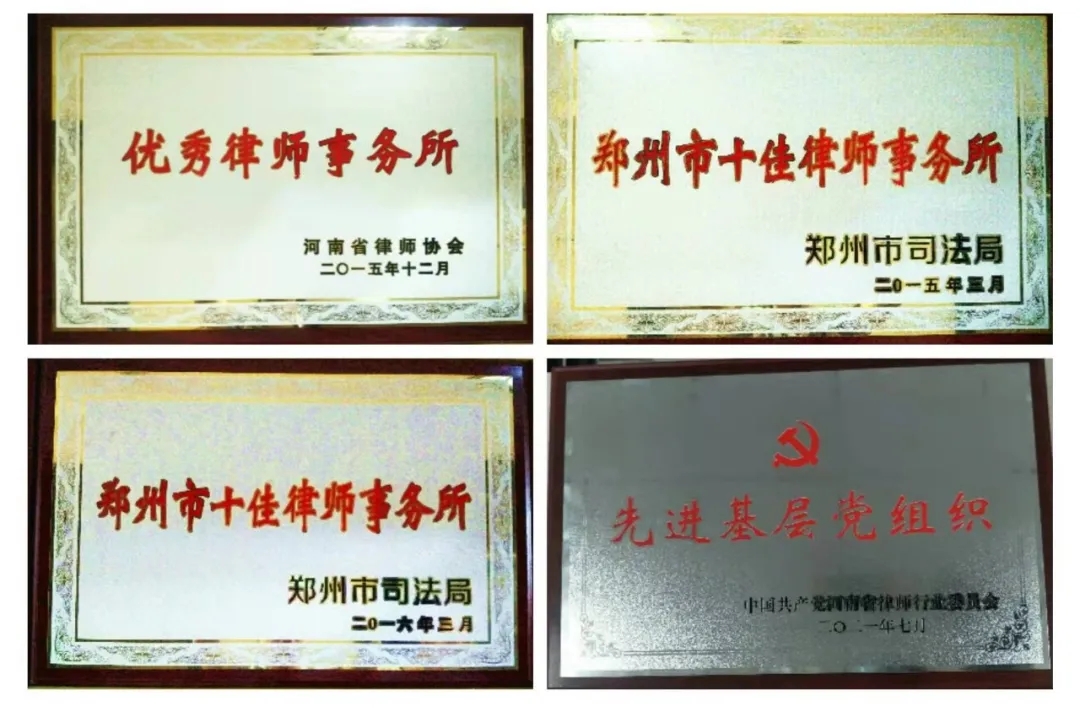 优秀律师事务所
河南省律师协会
二〇一五年十二月
郑州市十佳律师事务所
郑州市司法局
二0一五年三月
郑州市十佳律师事务所
郑州市司法局
二0一六年三月
先进基层党组织
中国共产党河南省律师行业委员会
二〇二一年七月